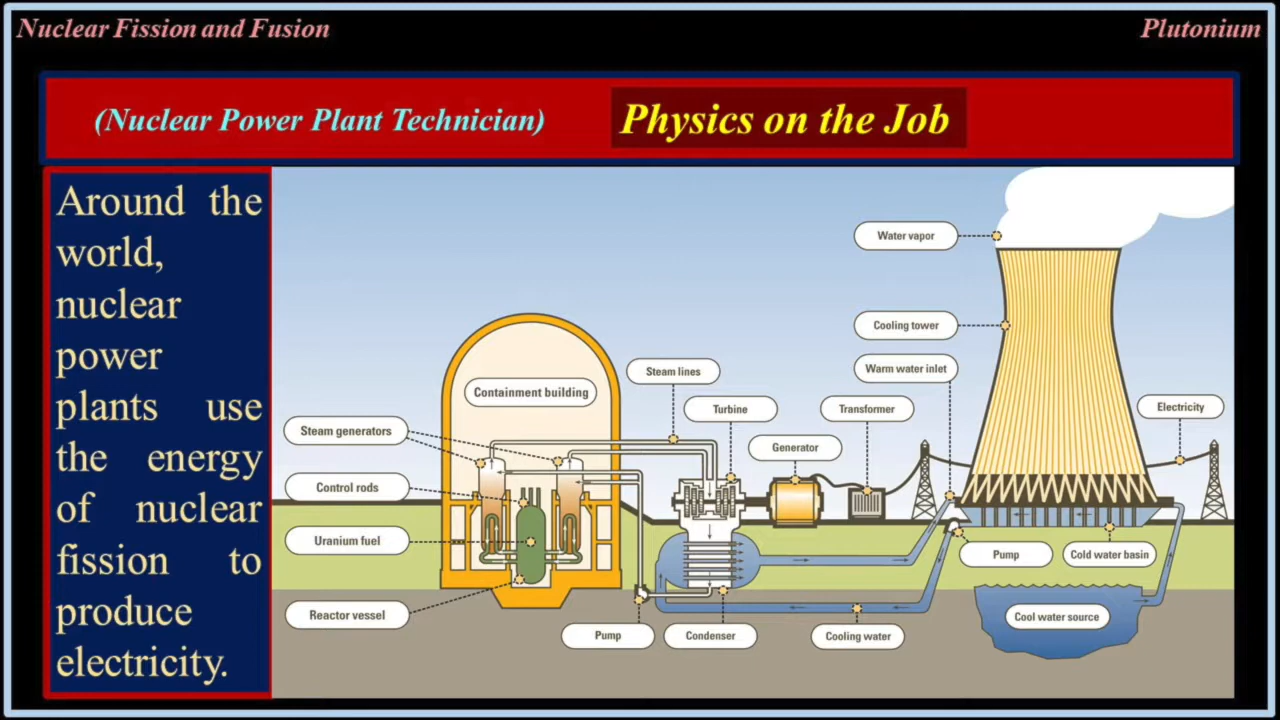 Nuclear Fission and Fusion
Plutonium
(Nuclear Power Plant Technician)
Physics on the Job
Around the
world,
nuclear
power
plants use
the energy
of nuclear
fission to
produce
electricity.
Water vapor
Cooling tower
Warm water inlet
Steam lines
Containment building
Turbine
Transformer
Electricity
Steam generators
Generator
Control rods
Uranium fuel
Pump
Cold water basin
Reactor vessel
Cool water source
Pump
Condenser
Cooling water